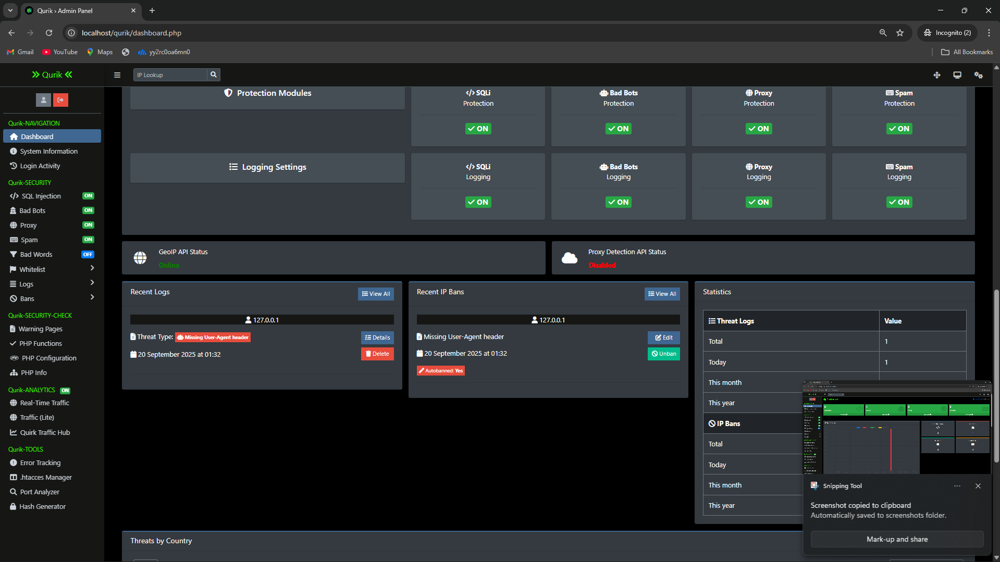 Qurik › Admin Panel
localhost/qurik/dashboard.php
Incognito (2)
Gmail
YouTube
Maps
yy2rc0oa6mn0
All Bookmarks
Qurik
IP Lookup
Qurik-NAVIGATION
Dashboard
System Information
Login Activity
Qurik-SECURITY
SQL Injection ON
Bad Bots ON
Proxy ON
Spam ON
Bad Words OFF
Whitelist
Logs
Bans
Qurik-SECURITY-CHECK
Warning Pages
PHP Functions
PHP Configuration
PHP Info
Qurik-ANALYTICS ON
Real-Time Traffic
Traffic (Lite)
Quirk Traffic Hub
Qurik-TOOLS
Error Tracking
.htacces Manager
Port Analyzer
Hash Generator
Protection Modules
SQLi
Protection
ON
Bad Bots
Protection
ON
Proxy
Protection
ON
Spam
Protection
ON
Logging Settings
SQLi
Logging
ON
Bad Bots
Logging
ON
Proxy
Logging
ON
Spam
Logging
ON
GeoIP API Status
Online
Proxy Detection API Status
Disabled
Recent Logs
View All
127.0.0.1
Threat Type: Missing User-Agent header
Details
20 September 2025 at 01:32
Delete
Recent IP Bans
View All
127.0.0.1
Missing User-Agent header
Edit
20 September 2025 at 01:32
Unban
Autobanned: Yes
Statistics
Threat Logs Value
Total 1
Today 1
This month
This year
IP Bans
Total
Today
This month
This year
Threats by Country
Snipping Tool
Screenshot copied to clipboard
Automatically saved to screenshots folder.
Mark-up and share